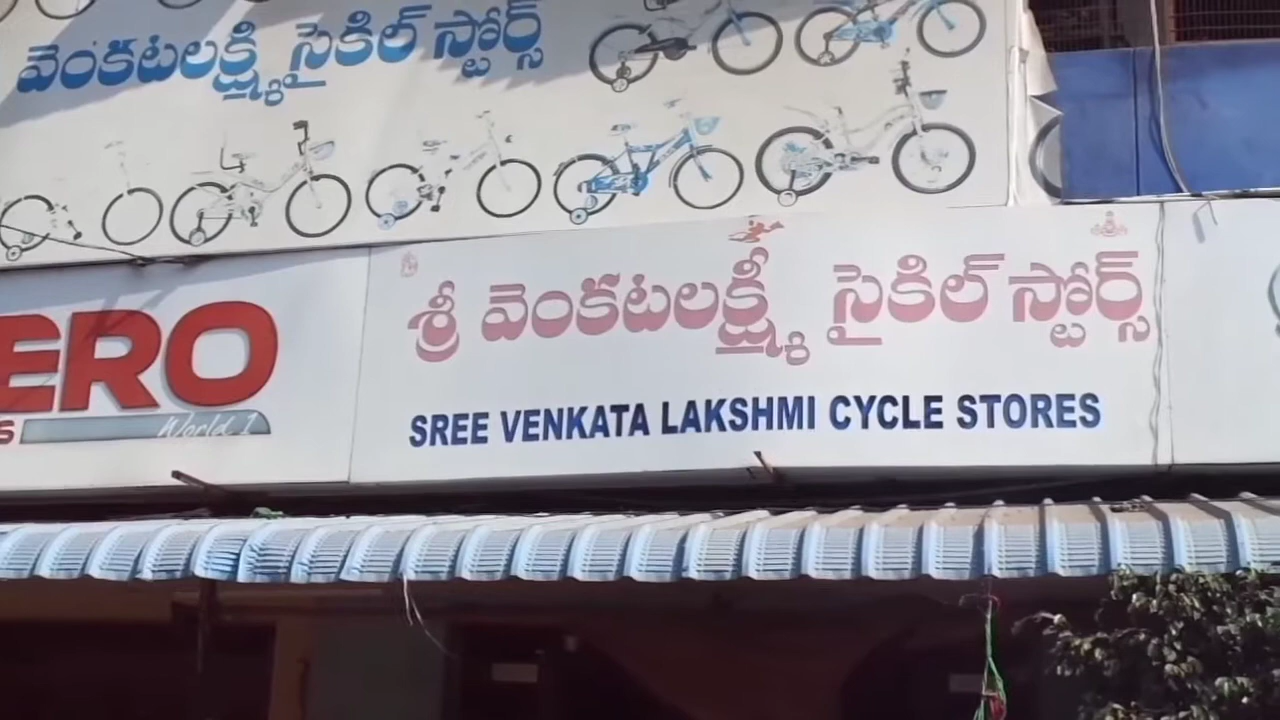 వెంకటలక్ష్మి సైకిల్ స్టోర్స్
ERO
S World 1
శ్రీ వెంకటలక్ష్మీ సైకిల్ స్టోర్స్
SREE VENKATA LAKSHMI CYCLE STORES